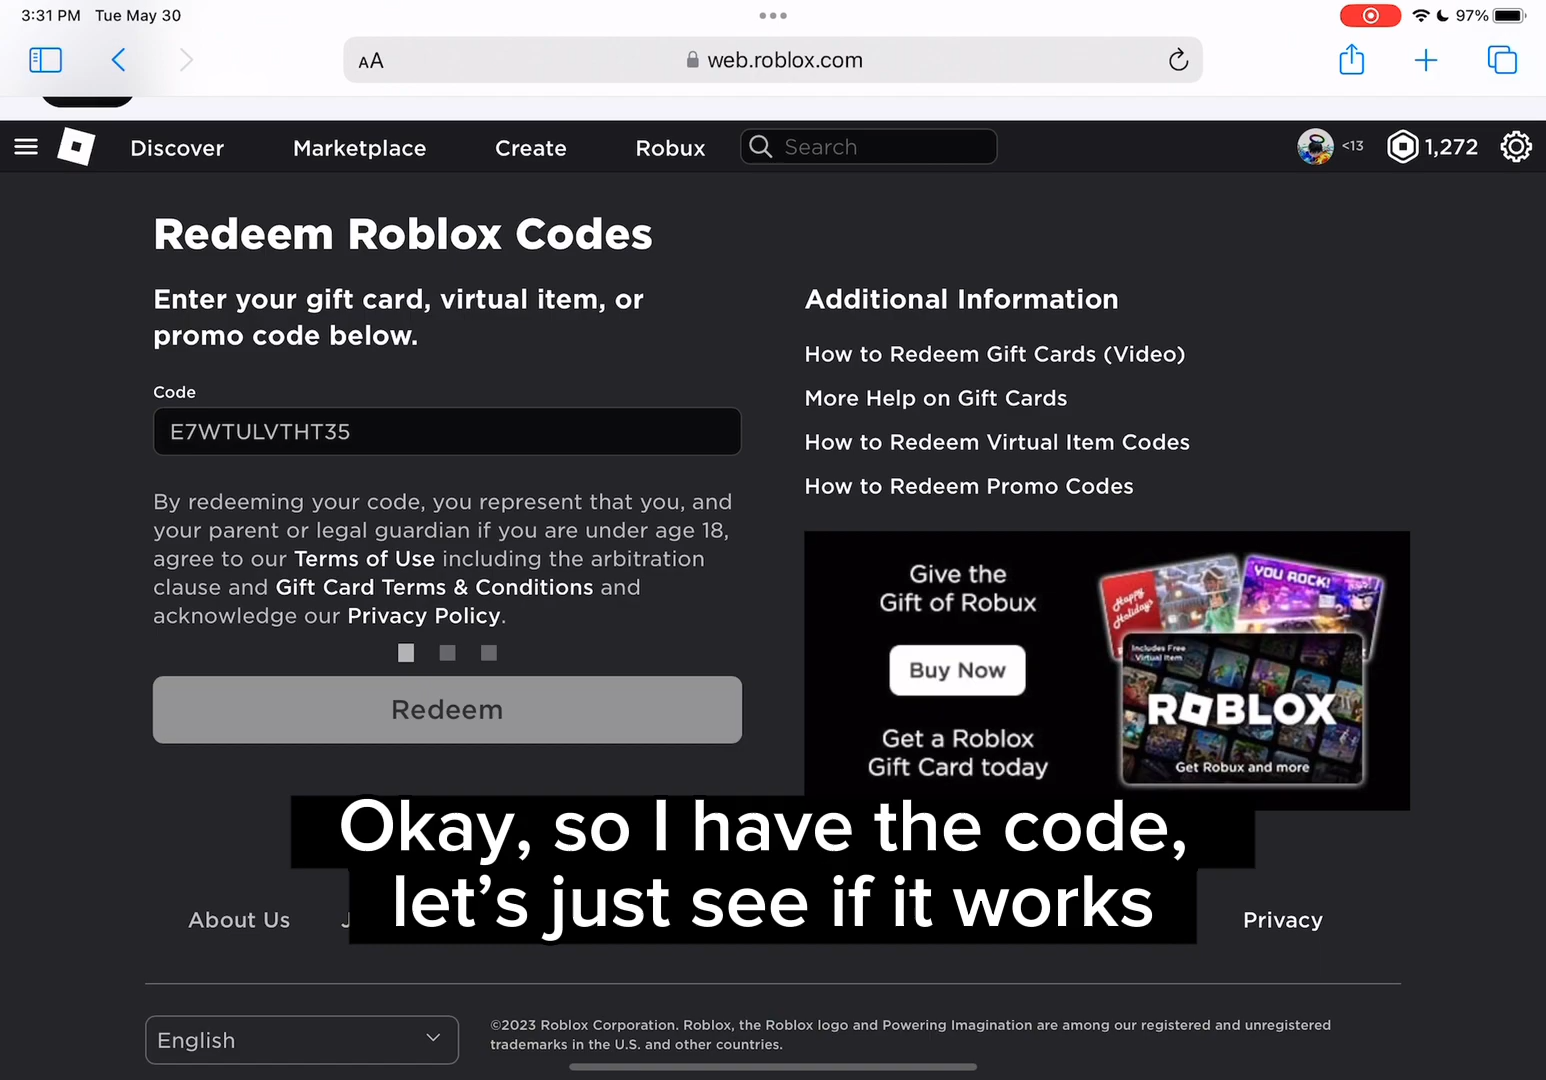 3:31 PM Tue May 30
97%
AA
web.roblox.com
Discover
Marketplace
Create
Robux
Search
<13
1,272
Redeem Roblox Codes
Enter your gift card, virtual item, or
promo code below.
Code
E7WTULVTHT35
By redeeming your code, you represent that you, and
your parent or legal guardian if you are under age 18,
agree to our Terms of Use including the arbitration
clause and Gift Card Terms & Conditions and
acknowledge our Privacy Policy.
Redeem
Additional Information
How to Redeem Gift Cards (Video)
More Help on Gift Cards
How to Redeem Virtual Item Codes
How to Redeem Promo Codes
Give the
Gift of Robux
Buy Now
Get a Roblox
Gift Card today
Happy
Holidays
YOU ROCK!
Includes Free
Virtual Item
ROBLOX
Get Robux and more
Okay, so I have the code,
let’s just see if it works
About Us
Privacy
English
©2023 Roblox Corporation. Roblox, the Roblox logo and Powering Imagination are among our registered and unregistered
trademarks in the U.S. and other countries.